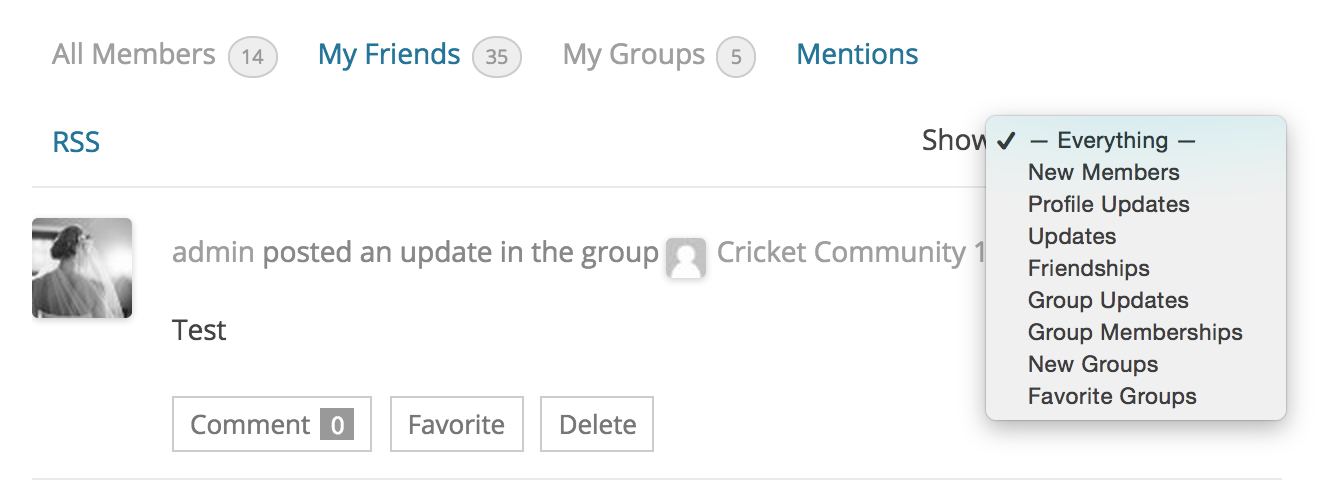 All Members 14 My Friends 35 My Groups 5 Mentions
RSS Show ✓ — Everything —
New Members
Profile Updates
Updates
Friendships
Group Updates
Group Memberships
New Groups
Favorite Groups
admin posted an update in the group Cricket Community 1
Test
Comment 0 Favorite Delete